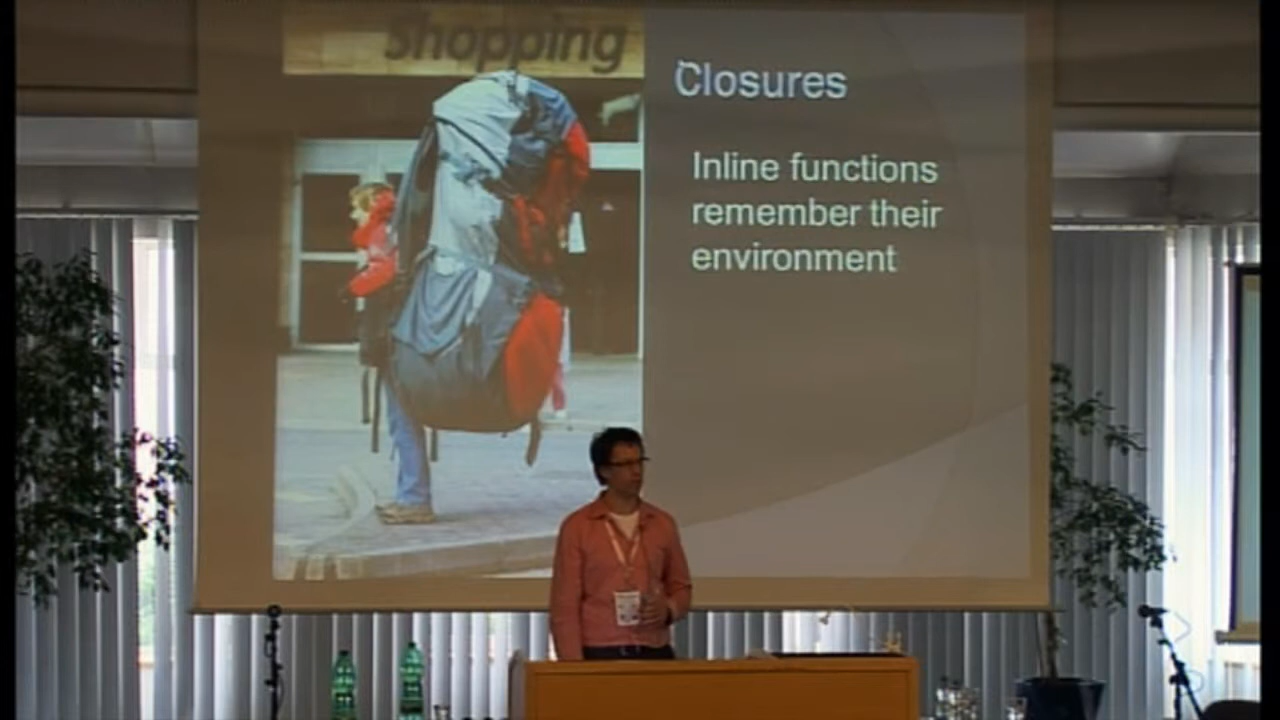 Shopping
Closures
Inline functions
remember their
environment